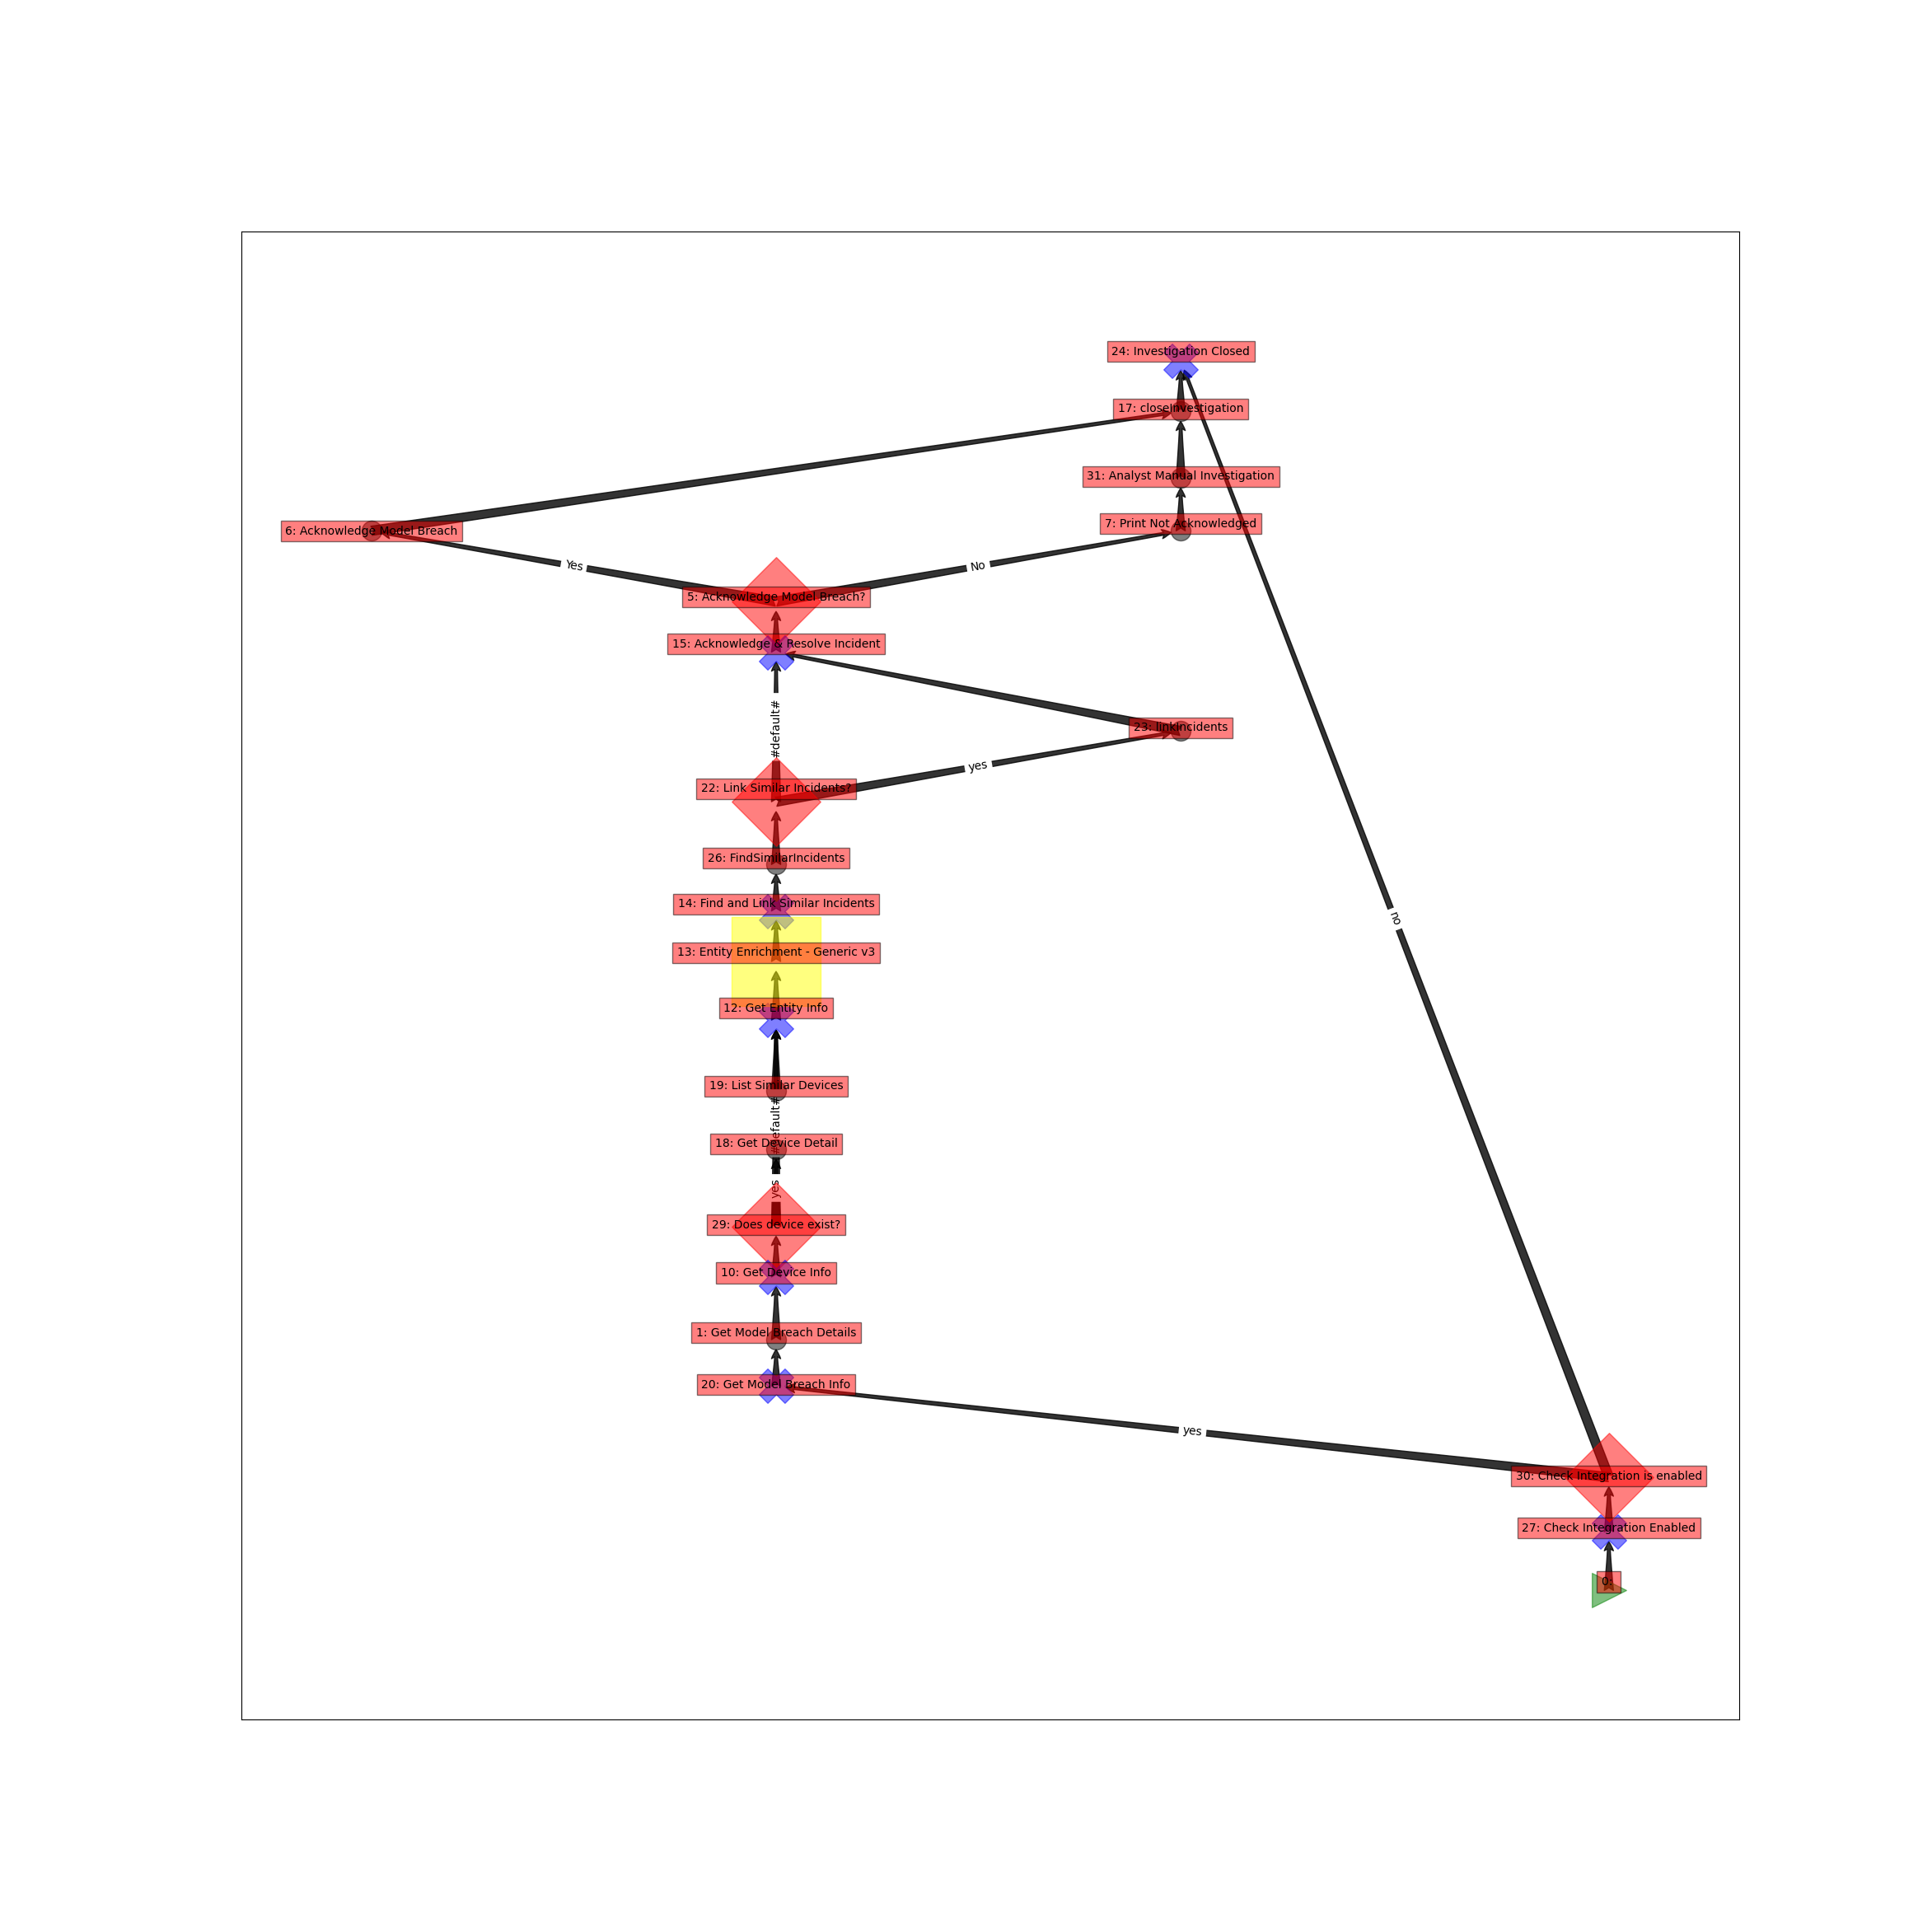 24: Investigation Closed
17: closeInvestigation
31: Analyst Manual Investigation
7: Print Not Acknowledged
6: Acknowledge Model Breach
Yes
No
5: Acknowledge Model Breach?
15: Acknowledge & Resolve Incident
#default#
23: linkIncidents
yes
22: Link Similar Incidents?
26: FindSimilarIncidents
14: Find and Link Similar Incidents
no
13: Entity Enrichment - Generic v3
12: Get Entity Info
19: List Similar Devices
#default#
18: Get Device Detail
yes
29: Does device exist?
10: Get Device Info
1: Get Model Breach Details
20: Get Model Breach Info
yes
30: Check Integration is enabled
27: Check Integration Enabled
0: